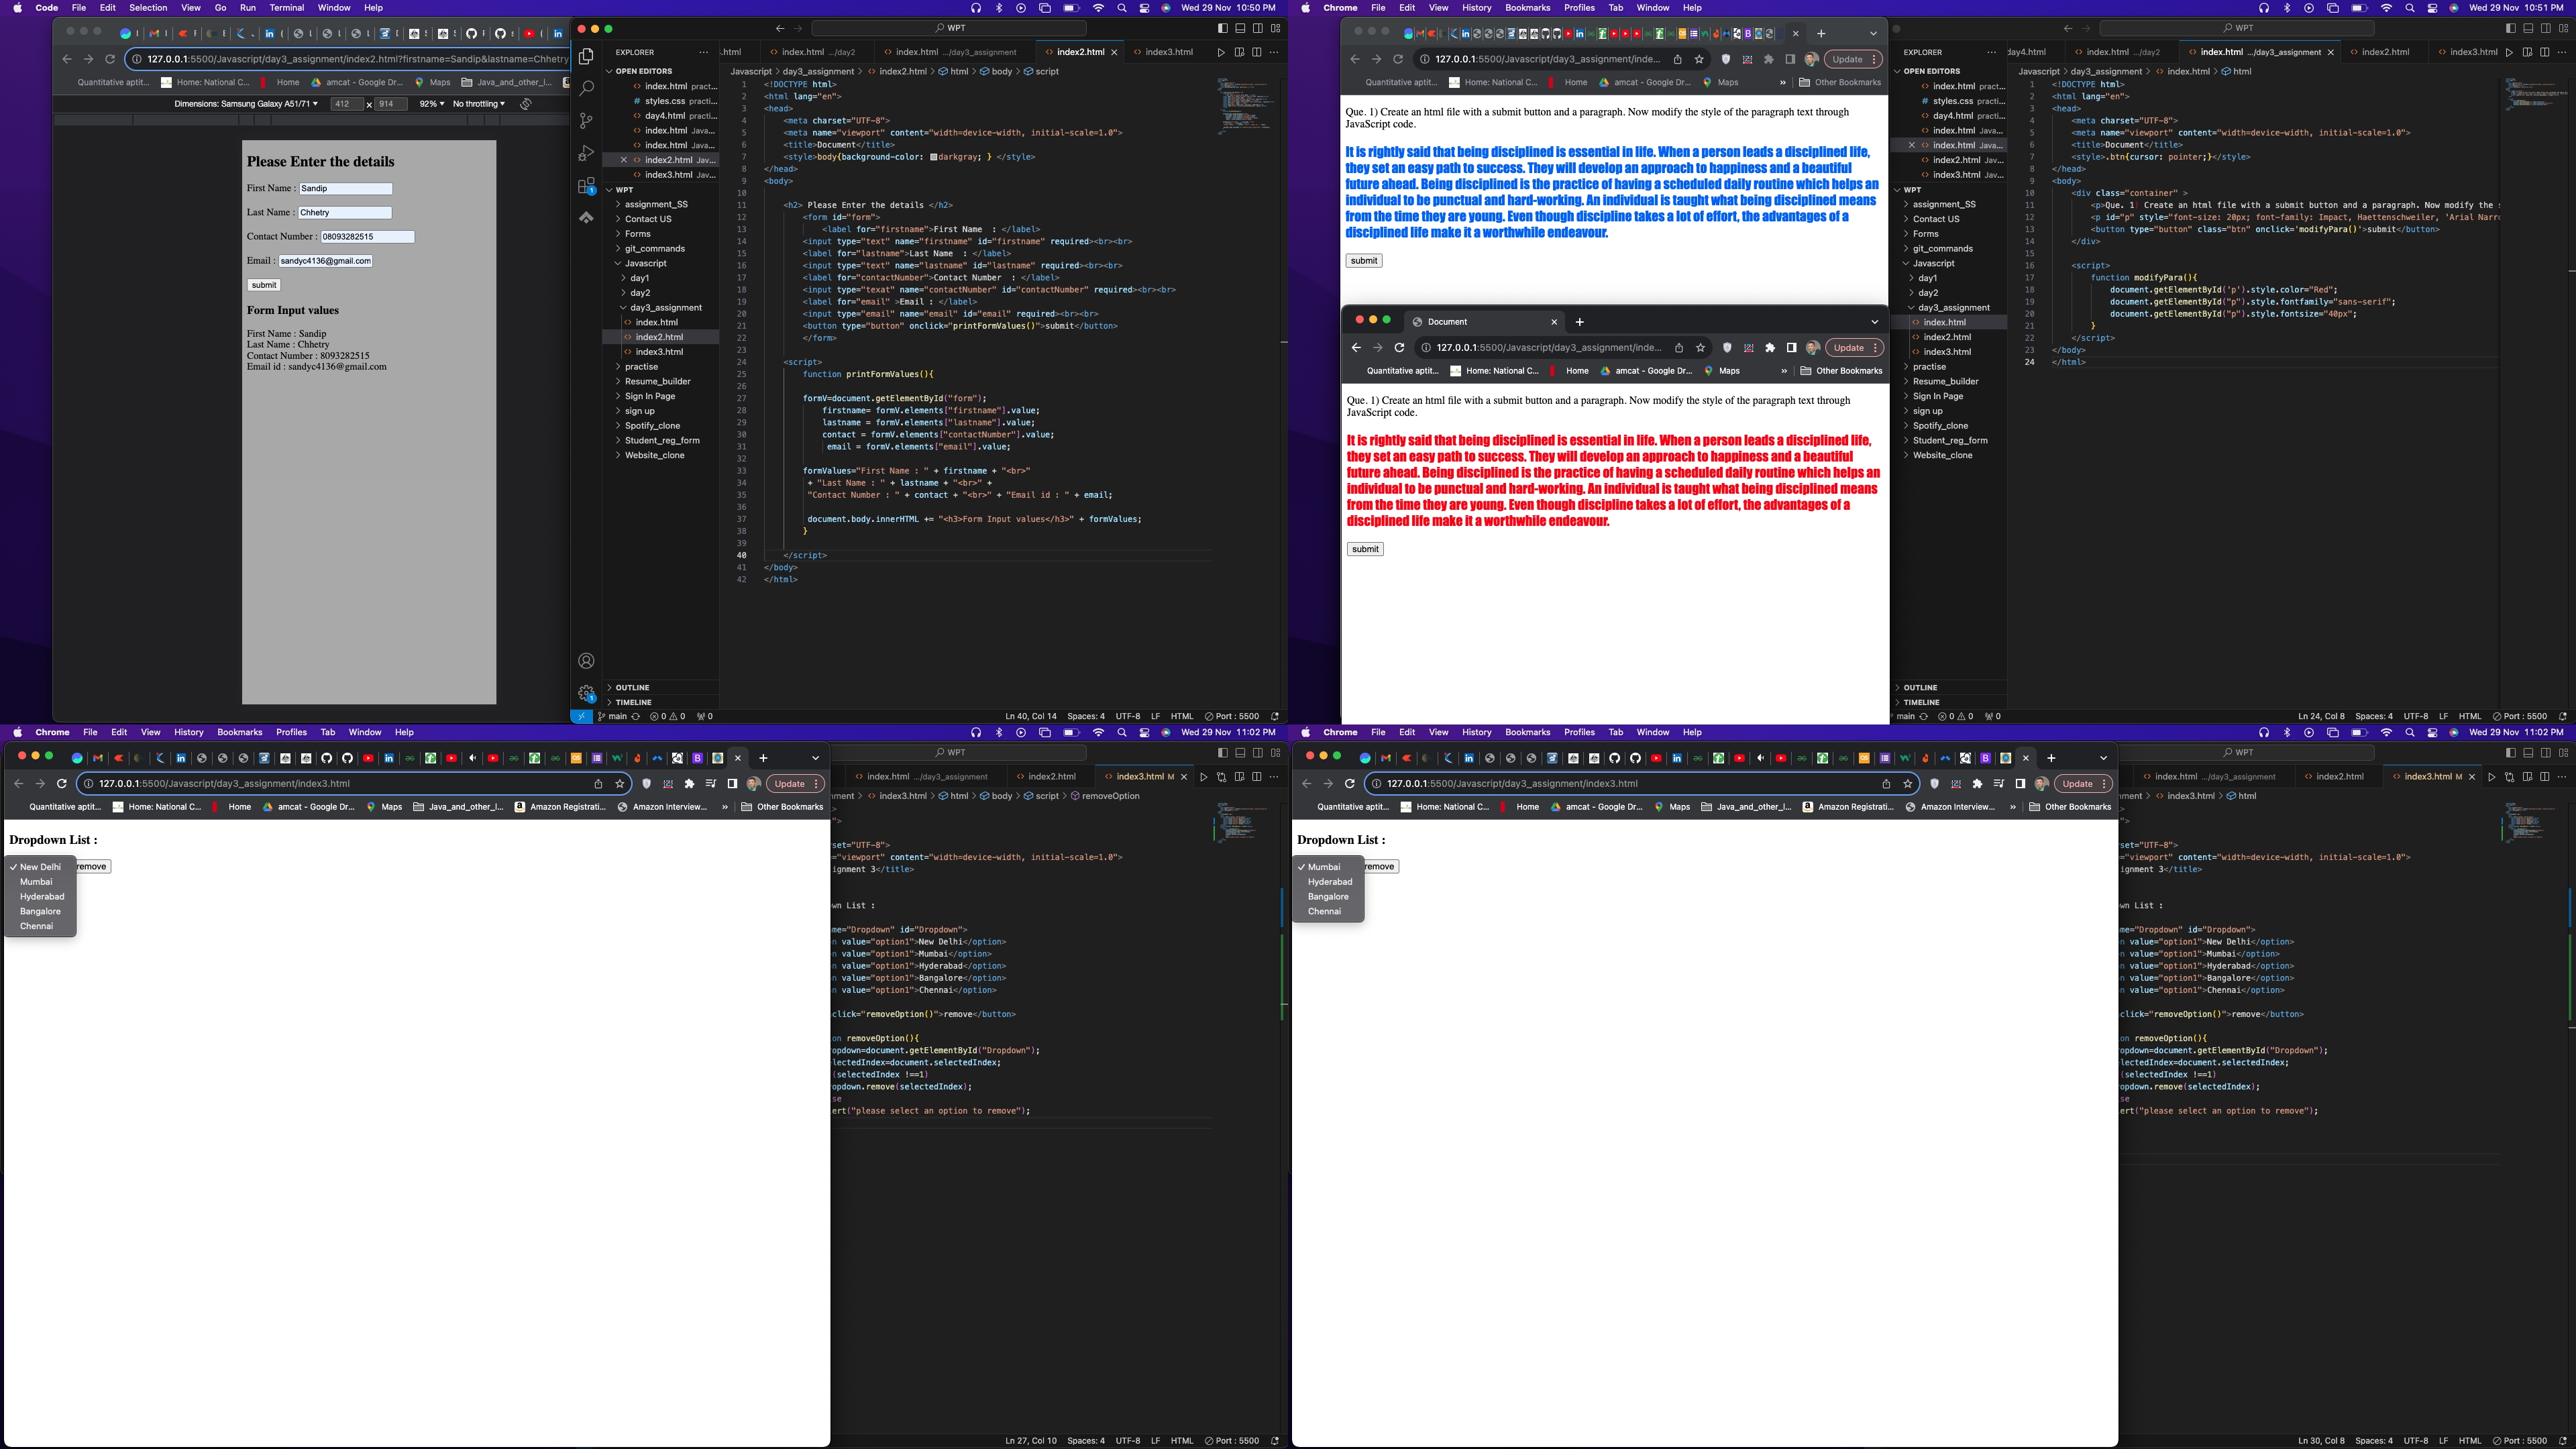 Code File Edit Selection View Go Run Terminal Window Help
Wed 29 Nov 10:50 PM
127.0.0.1:5500/Javascript/day3_assignment/index2.html?firstname=Sandip&lastname=Chhetry
Quantitative aptit... Home: National C... Home amcat - Google Dr... Maps Java_and_other_l...
Dimensions: Samsung Galaxy A51/71 412 x 914 92% No throttling
Please Enter the details
First Name : Sandip
Last Name : Chhetry
Contact Number : 08093282515
Email : sandyc4136@gmail.com
submit
Form Input values
First Name : Sandip
Last Name : Chhetry
Contact Number : 8093282515
Email id : sandyc4136@gmail.com
WPT
EXPLORER
OPEN EDITORS
index.html pract...
styles.css practi...
day4.html practi...
index.html Java...
index.html Jav...
index2.html Jav...
index3.html Jav...
WPT
assignment_SS
Contact US
Forms
git_commands
Javascript
day1
day2
day3_assignment
index.html
index2.html
index3.html
practise
Resume_builder
Sign In Page
sign up
Spotify_clone
Student_reg_form
Website_clone
OUTLINE
TIMELINE
.html index.html .../day2 index.html .../day3_assignment index2.html index3.html
Javascript > day3_assignment > index2.html > html > body > script
1 <!DOCTYPE html>
2 <html lang="en">
3 <head>
4 <meta charset="UTF-8">
5 <meta name="viewport" content="width=device-width, initial-scale=1.0">
6 <title>Document</title>
7 <style>body{background-color: darkgray; } </style>
8 </head>
9 <body>
10
11 <h2> Please Enter the details </h2>
12 <form id="form">
13 <label for="firstname">First Name : </label>
14 <input type="text" name="firstname" id="firstname" required><br><br>
15 <label for="lastname">Last Name : </label>
16 <input type="text" name="lastname" id="lastname" required><br><br>
17 <label for="contactNumber">Contact Number : </label>
18 <input type="texat" name="contactNumber" id="contactNumber" required><br><br>
19 <label for="email" >Email : </label>
20 <input type="email" name="email" id="email" required><br><br>
21 <button type="button" onclick="printFormValues()">submit</button>
22 </form>
23
24 <script>
25 function printFormValues(){
26
27 formV=document.getElementById("form");
28 firstname= formV.elements["firstname"].value;
29 lastname = formV.elements["lastname"].value;
30 contact = formV.elements["contactNumber"].value;
31 email = formV.elements["email"].value;
32
33 formValues="First Name : " + firstname + "<br>"
34 + "Last Name : " + lastname + "<br>" +
35 "Contact Number : " + contact + "<br>" + "Email id : " + email;
36
37 document.body.innerHTML += "<h3>Form Input values</h3>" + formValues;
38 }
39
40 </script>
41 </body>
42 </html>
main 0 0 0 Ln 40, Col 14 Spaces: 4 UTF-8 LF HTML Port : 5500
Chrome File Edit View History Bookmarks Profiles Tab Window Help
Wed 29 Nov 10:51 PM
127.0.0.1:5500/Javascript/day3_assignment/inde... Update
Quantitative aptit... Home: National C... Home amcat - Google Dr... Maps » Other Bookmarks
Que. 1) Create an html file with a submit button and a paragraph. Now modify the style of the paragraph text through
JavaScript code.
It is rightly said that being disciplined is essential in life. When a person leads a disciplined life,
they set an easy path to success. They will develop an approach to happiness and a beautiful
future ahead. Being disciplined is the practice of having a scheduled daily routine which helps an
individual to be punctual and hard-working. An individual is taught what being disciplined means
from the time they are young. Even though discipline takes a lot of effort, the advantages of a
disciplined life make it a worthwhile endeavour.
submit
Document
127.0.0.1:5500/Javascript/day3_assignment/inde... Update
Quantitative aptit... Home: National C... Home amcat - Google Dr... Maps » Other Bookmarks
Que. 1) Create an html file with a submit button and a paragraph. Now modify the style of the paragraph text through
JavaScript code.
It is rightly said that being disciplined is essential in life. When a person leads a disciplined life,
they set an easy path to success. They will develop an approach to happiness and a beautiful
future ahead. Being disciplined is the practice of having a scheduled daily routine which helps an
individual to be punctual and hard-working. An individual is taught what being disciplined means
from the time they are young. Even though discipline takes a lot of effort, the advantages of a
disciplined life make it a worthwhile endeavour.
submit
WPT
EXPLORER
OPEN EDITORS
index.html pract...
styles.css practi...
day4.html practi...
index.html Java...
index.html Java...
index2.html Jav...
index3.html Jav...
WPT
assignment_SS
Contact US
Forms
git_commands
Javascript
day1
day2
day3_assignment
index.html
index2.html
index3.html
practise
Resume_builder
Sign In Page
sign up
Spotify_clone
Student_reg_form
Website_clone
OUTLINE
TIMELINE
day4.html index.html .../day2 index.html .../day3_assignment index2.html index3.html
Javascript > day3_assignment > index.html > html
1 <!DOCTYPE html>
2 <html lang="en">
3 <head>
4 <meta charset="UTF-8">
5 <meta name="viewport" content="width=device-width, initial-scale=1.0">
6 <title>Document</title>
7 <style>.btn{cursor: pointer;}</style>
8 </head>
9 <body>
10 <div class="container" >
11 <p>Que. 1) Create an html file with a submit button and a paragraph. Now modify the s
12 <p id="p" style="font-size: 20px; font-family: Impact, Haettenschweiler, 'Arial Narro
13 <button type="button" class="btn" onclick='modifyPara()'>submit</button>
14 </div>
15
16 <script>
17 function modifyPara(){
18 document.getElementById('p').style.color="Red";
19 document.getElementById("p").style.fontfamily="sans-serif";
20 document.getElementById("p").style.fontsize="40px";
21 }
22 </script>
23 </body>
24 </html>
main 0 0 0 Ln 24, Col 8 Spaces: 4 UTF-8 LF HTML Port : 5500
Chrome File Edit View History Bookmarks Profiles Tab Window Help
Wed 29 Nov 11:02 PM
127.0.0.1:5500/Javascript/day3_assignment/index3.html Update
Quantitative aptit... Home: National C... Home amcat - Google Dr... Maps Java_and_other_l... Amazon Registrati... Amazon Interview... » Other Bookmarks
Dropdown List :
✓ New Delhi remove
Mumbai
Hyderabad
Bangalore
Chennai
WPT
index.html .../day3_assignment index2.html index3.html M
nment > index3.html > html > body > script > removeOption
rset="UTF-8">
"viewport" content="width=device-width, initial-scale=1.0">
ignment 3</title>
wn List :
me="Dropdown" id="Dropdown">
n value="option1">New Delhi</option>
n value="option1">Mumbai</option>
n value="option1">Hyderabad</option>
n value="option1">Bangalore</option>
n value="option1">Chennai</option>
click="removeOption()">remove</button>
on removeOption(){
opdown=document.getElementById("Dropdown");
lectedIndex=document.selectedIndex;
(selectedIndex !==1)
opdown.remove(selectedIndex);
se
ert("please select an option to remove");
Ln 27, Col 10 Spaces: 4 UTF-8 LF HTML Port : 5500
Chrome File Edit View History Bookmarks Profiles Tab Window Help
Wed 29 Nov 11:02 PM
127.0.0.1:5500/Javascript/day3_assignment/index3.html Update
Quantitative aptit... Home: National C... Home amcat - Google Dr... Maps Java_and_other_l... Amazon Registrati... Amazon Interview... » Other Bookmarks
Dropdown List :
✓ Mumbai remove
Hyderabad
Bangalore
Chennai
WPT
index.html .../day3_assignment index2.html index3.html M
nment > index3.html > html
rset="UTF-8">
"viewport" content="width=device-width, initial-scale=1.0">
ignment 3</title>
wn List :
me="Dropdown" id="Dropdown">
n value="option1">New Delhi</option>
n value="option1">Mumbai</option>
n value="option1">Hyderabad</option>
n value="option1">Bangalore</option>
n value="option1">Chennai</option>
click="removeOption()">remove</button>
on removeOption(){
opdown=document.getElementById("Dropdown");
lectedIndex=document.selectedIndex;
(selectedIndex !==1)
opdown.remove(selectedIndex);
se
ert("please select an option to remove");
Ln 30, Col 8 Spaces: 4 UTF-8 LF HTML Port : 5500